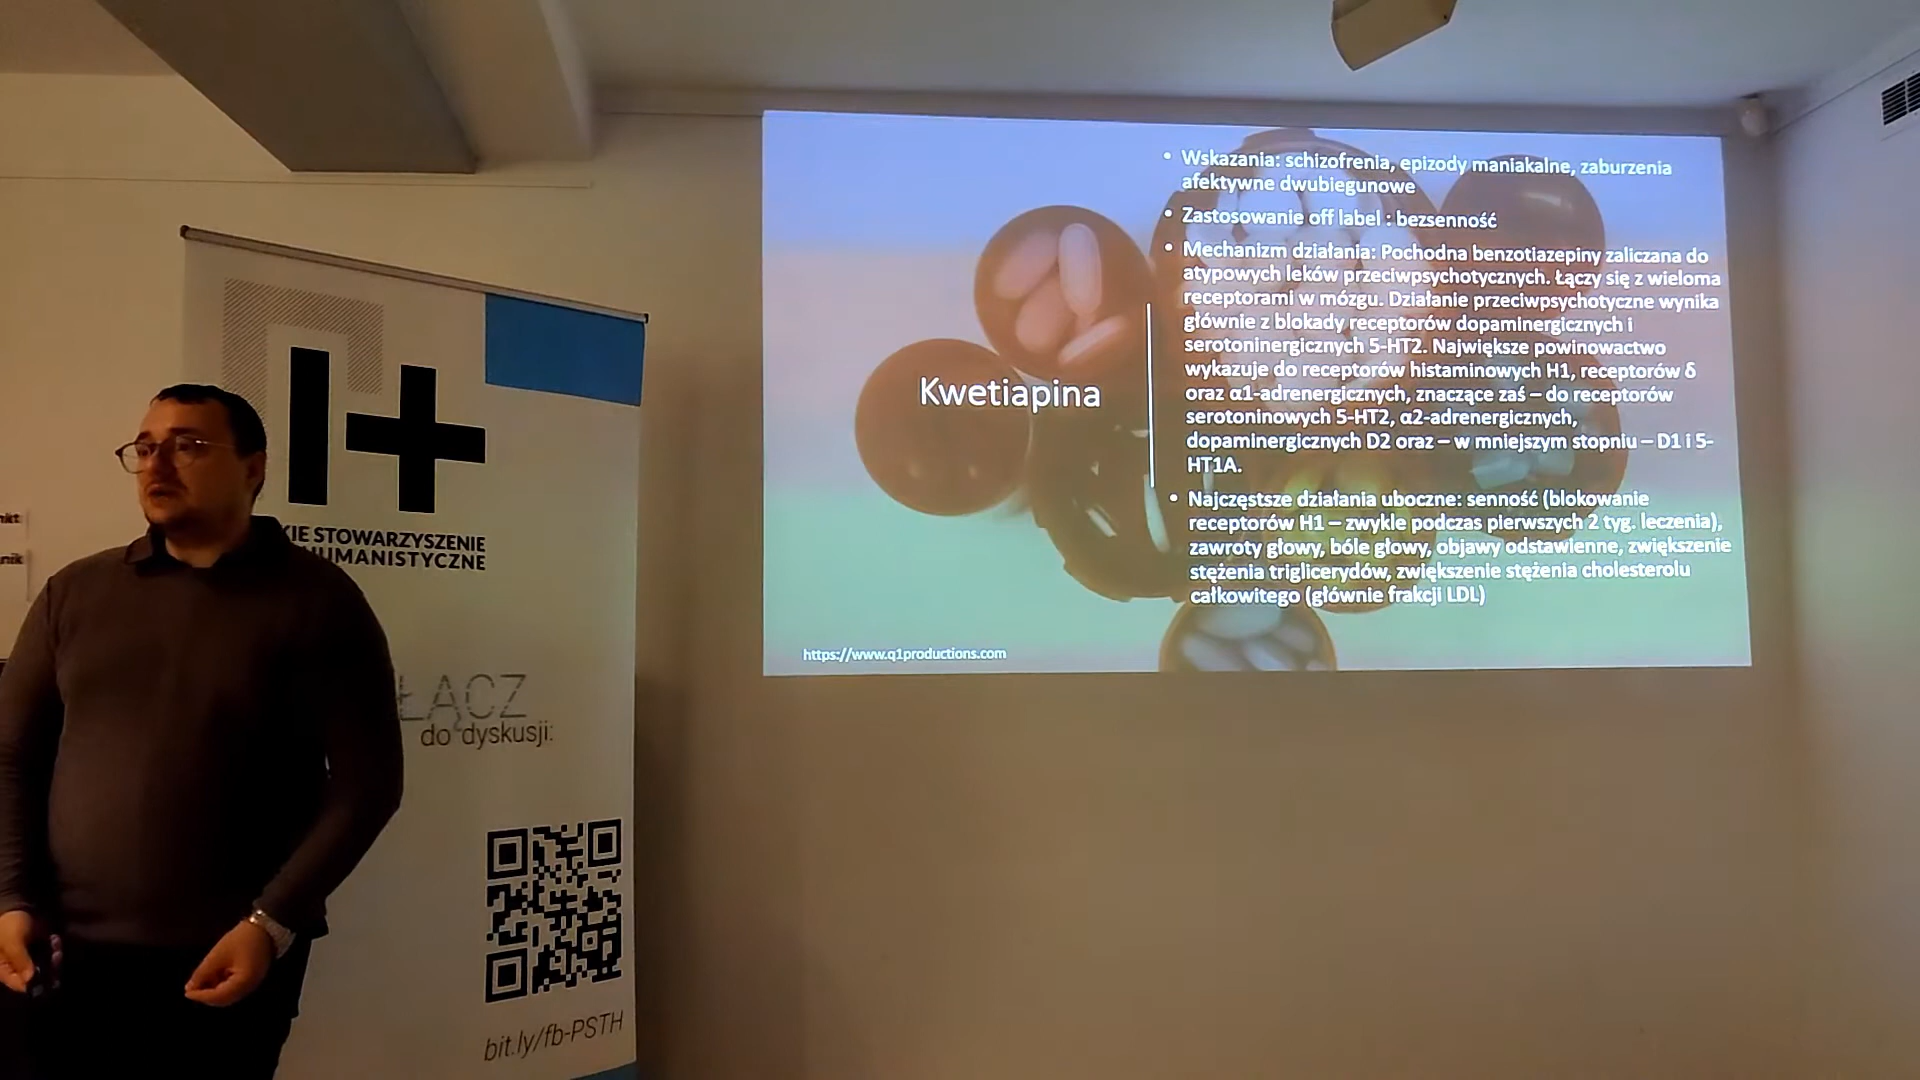 nkt
nik
KIE STOWARZYSZENIE
HUMANISTYCZNE
ŁĄCZ
do dyskusji:
bit.ly/fb-PSTH
Kwetiapina
• Wskazania: schizofrenia, epizody maniakalne, zaburzenia
afektywne dwubiegunowe
• Zastosowanie off label : bezsenność
• Mechanizm działania: Pochodna benzotiazepiny zaliczana do
atypowych leków przeciwpsychotycznych. Łączy się z wieloma
receptorami w mózgu. Działanie przeciwpsychotyczne wynika
głównie z blokady receptorów dopaminergicznych i
serotoninergicznych 5-HT2. Największe powinowactwo
wykazuje do receptorów histaminowych H1, receptorów δ
oraz α1-adrenergicznych, znaczące zaś – do receptorów
serotoninowych 5-HT2, α2-adrenergicznych,
dopaminergicznych D2 oraz – w mniejszym stopniu – D1 i 5-
HT1A.
• Najczęstsze działania uboczne: senność (blokowanie
receptorów H1 – zwykle podczas pierwszych 2 tyg. leczenia),
zawroty głowy, bóle głowy, objawy odstawienne, zwiększenie
stężenia triglicerydów, zwiększenie stężenia cholesterolu
całkowitego (głównie frakcji LDL)
https://www.q1productions.com